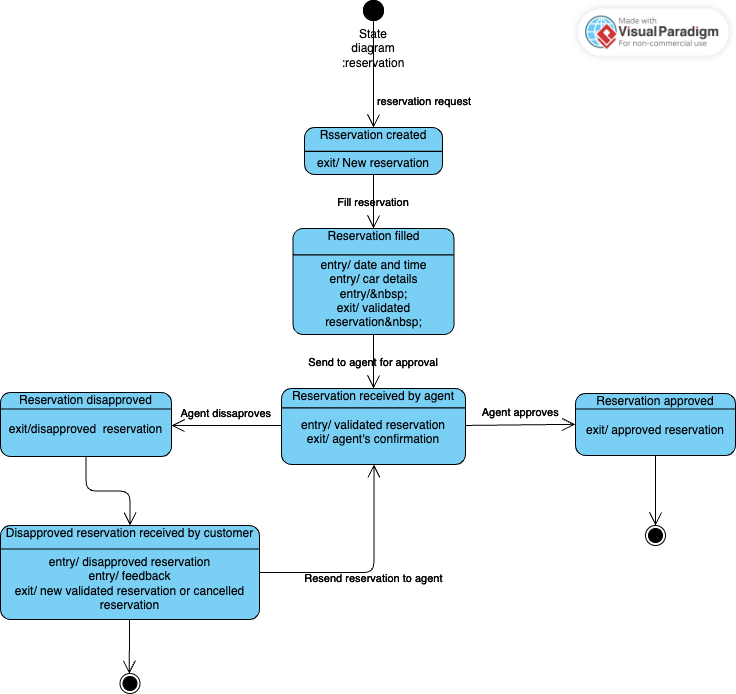 Made with
VisualParadigm
For non-commercial use
State
diagram
:reservation
reservation request
Rsservation created
exit/ New reservation
Fill reservation
Reservation filled
entry/ date and time
entry/ car details
entry/&nbsp;
exit/ validated
reservation&nbsp;
Send to agent for approval
Reservation disapproved
exit/disapproved  reservation
Agent dissaproves
Reservation received by agent
entry/ validated reservation
exit/ agent's confirmation
Agent approves
Reservation approved
exit/ approved reservation
Disapproved reservation received by customer
entry/ disapproved reservation
entry/ feedback
exit/ new validated reservation or cancelled
reservation
Resend reservation to agent